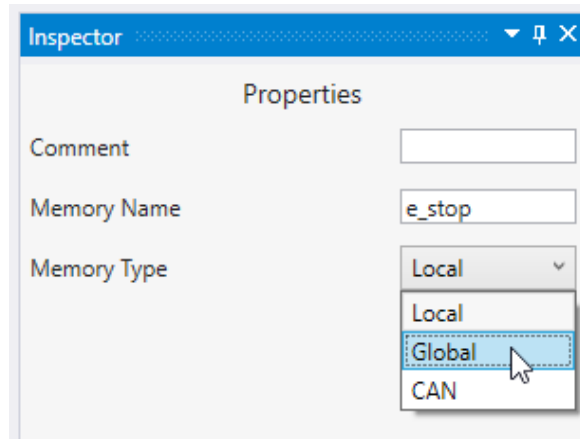 Inspector
Properties
Comment
Memory Name e_stop
Memory Type Local
Local
Global
CAN